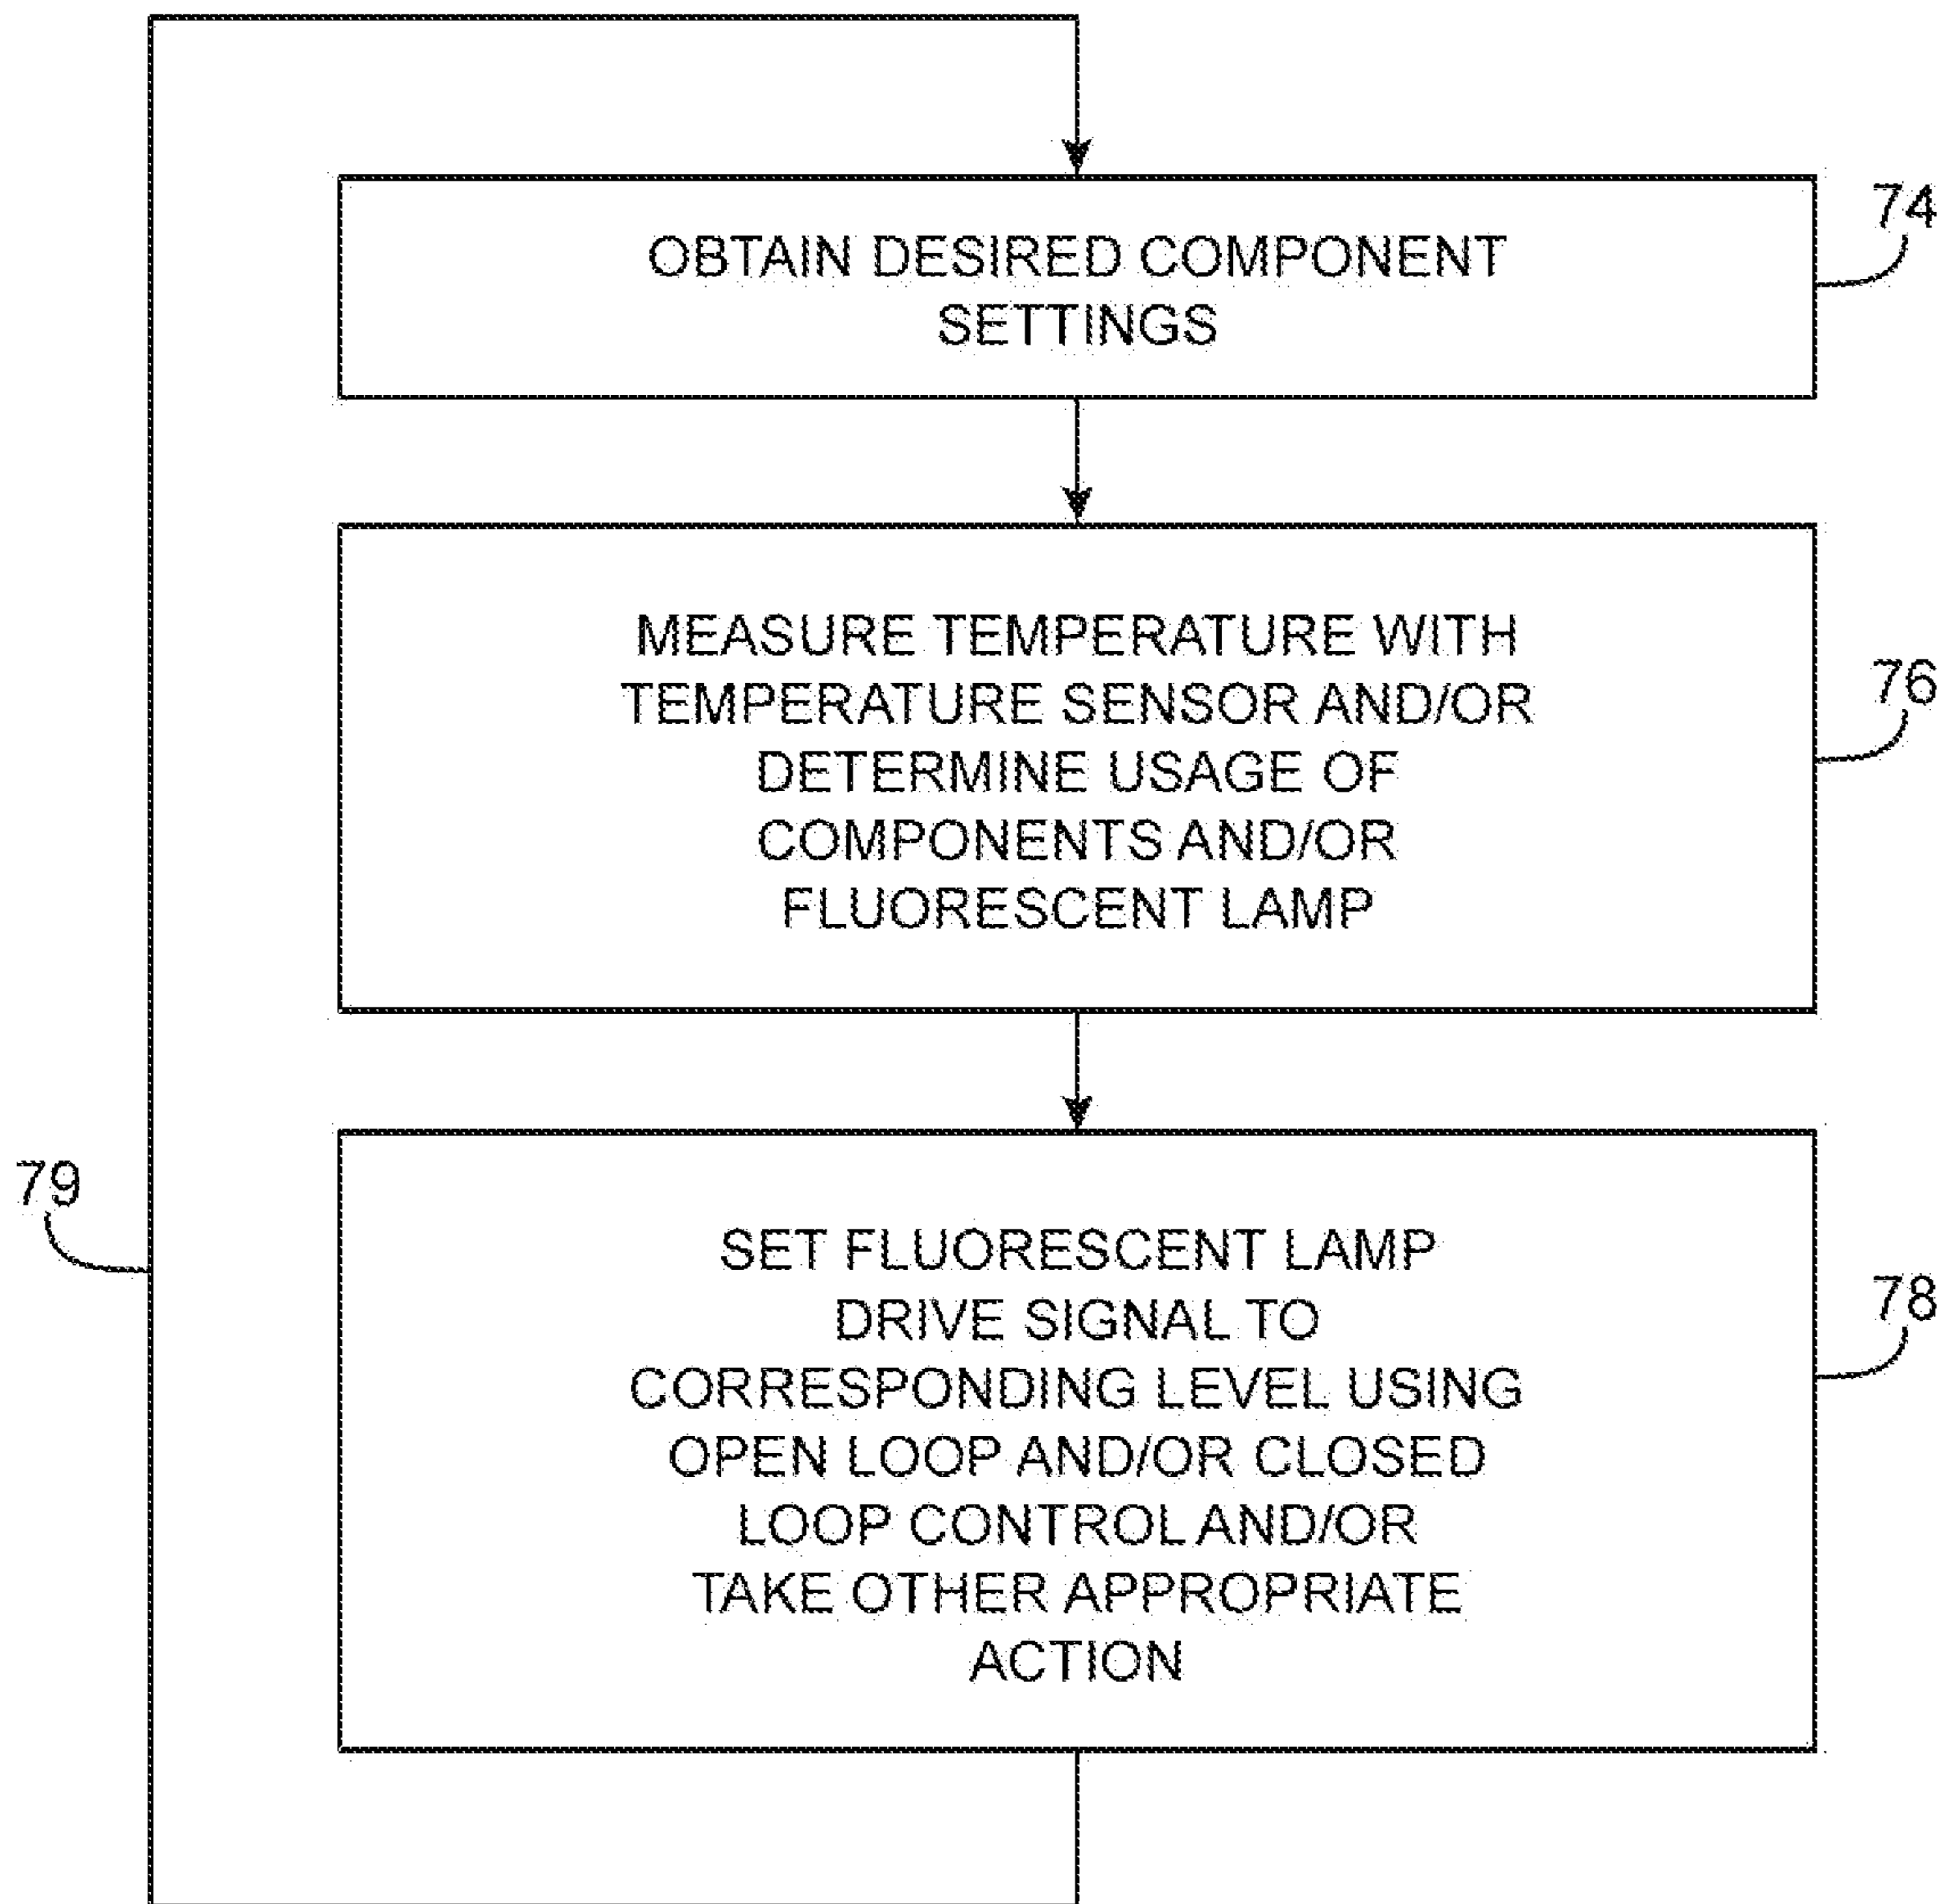 OBTAIN DESIRED COMPONENT
SETTINGS
74
MEASURE TEMPERATURE WITH
TEMPERATURE SENSOR AND/OR
DETERMINE USAGE OF
COMPONENTS AND/OR
FLUORESCENT LAMP
76
79
SET FLUORESCENT LAMP
DRIVE SIGNAL TO
CORRESPONDING LEVEL USING
OPEN LOOP AND/OR CLOSED
LOOP CONTROL AND/OR
TAKE OTHER APPROPRIATE
ACTION
78